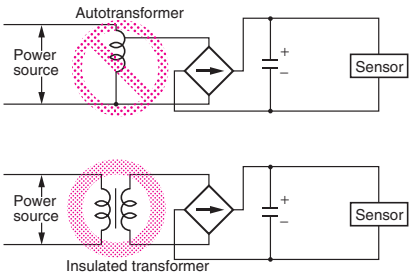 Autotransformer
Power
source
+
−
Sensor
Power
source
+
−
Sensor
Insulated transformer